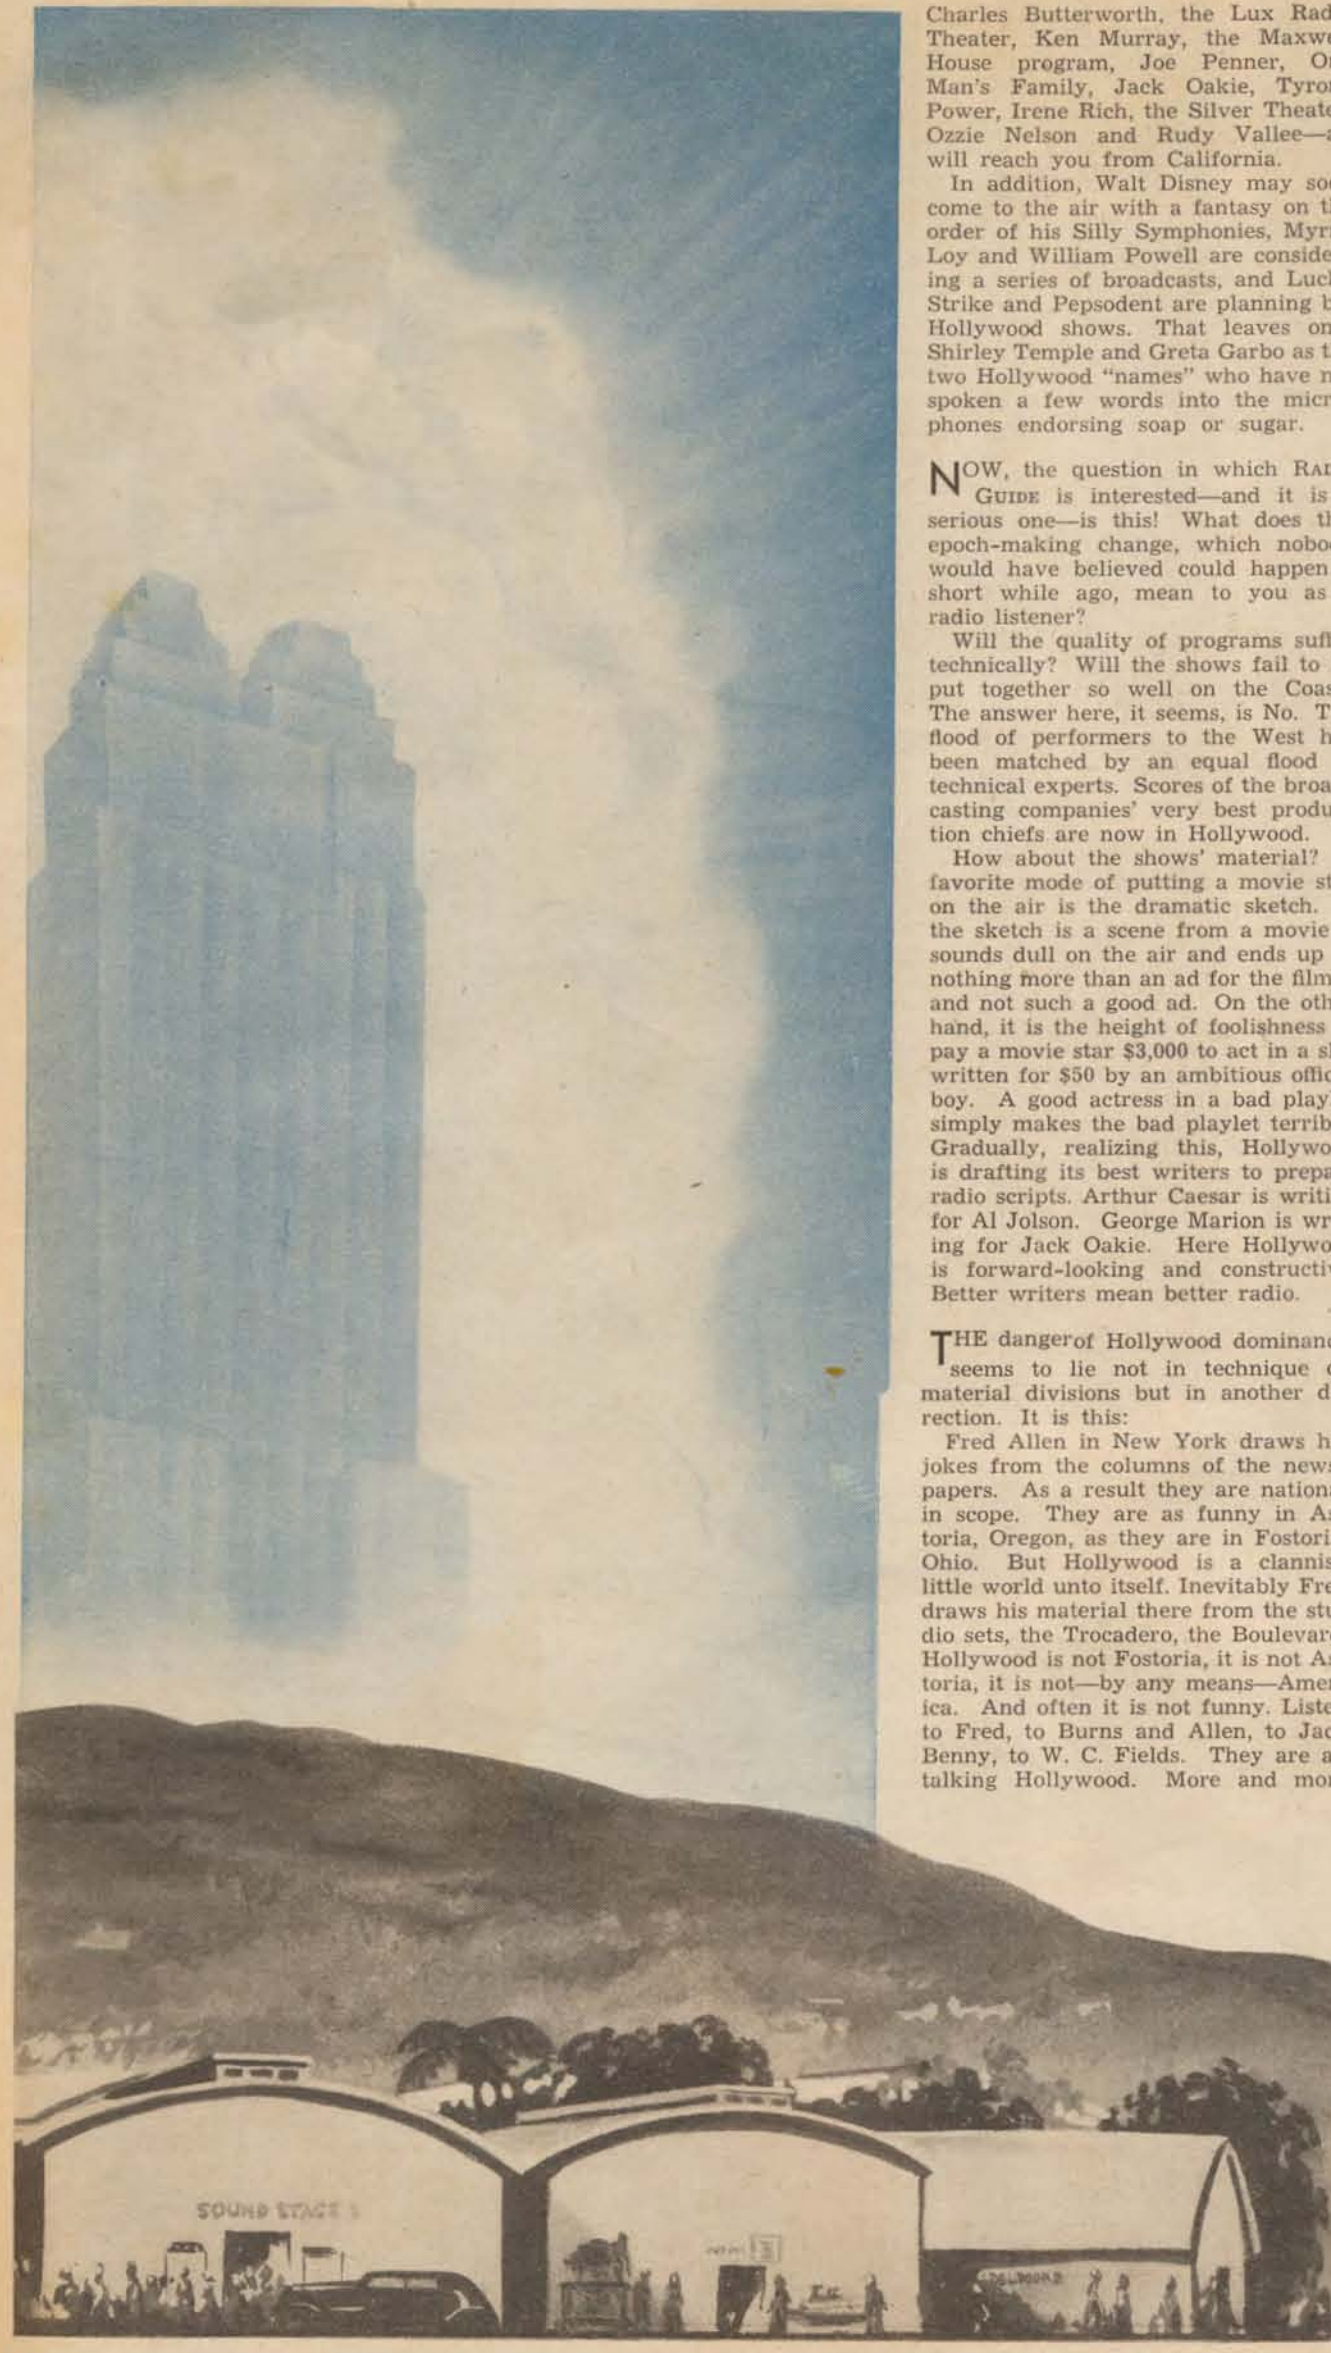 Charles Butterworth, the Lux Rad
Theater, Ken Murray, the Maxwe
House program, Joe Penner, O
Man's Family, Jack Oakie, Tyro
Power, Irene Rich, the Silver Theate
Ozzie Nelson and Rudy Vallee—a
will reach you from California.
In addition, Walt Disney may soo
come to the air with a fantasy on th
order of his Silly Symphonies, Myr
Loy and William Powell are conside
ing a series of broadcasts, and Luc
Strike and Pepsodent are planning b
Hollywood shows. That leaves on
Shirley Temple and Greta Garbo as t
two Hollywood "names" who have n
spoken a few words into the micr
phones endorsing soap or sugar.
NOW, the question in which RAD
GUIDE is interested—and it is
serious one—is this! What does th
epoch-making change, which nobo
would have believed could happen
short while ago, mean to you as
radio listener?
Will the quality of programs suff
technically? Will the shows fail to
put together so well on the Coas
The answer here, it seems, is No. T
flood of performers to the West h
been matched by an equal flood
technical experts. Scores of the broa
casting companies' very best produ
tion chiefs are now in Hollywood.
How about the shows' material?
favorite mode of putting a movie st
on the air is the dramatic sketch.
the sketch is a scene from a movie
sounds dull on the air and ends up
nothing more than an ad for the film
and not such a good ad. On the oth
hand, it is the height of foolishness
pay a movie star $3,000 to act in a sk
written for $50 by an ambitious offic
boy. A good actress in a bad play
simply makes the bad playlet terrib
Gradually, realizing this, Hollywo
is drafting its best writers to prepa
radio scripts. Arthur Caesar is writi
for Al Jolson. George Marion is wr
ing for Jack Oakie. Here Hollywo
is forward-looking and constructiv
Better writers mean better radio.
THE danger of Hollywood dominanc
seems to lie not in technique o
material divisions but in another d
rection. It is this:
Fred Allen in New York draws h
jokes from the columns of the news
papers. As a result they are nation
in scope. They are as funny in As
toria, Oregon, as they are in Fostori
Ohio. But Hollywood is a clannis
little world unto itself. Inevitably Fre
draws his material there from the stu
dio sets, the Trocadero, the Boulevar
Hollywood is not Fostoria, it is not As
toria, it is not—by any means—Amer
ica. And often it is not funny. Liste
to Fred, to Burns and Allen, to Jac
Benny, to W. C. Fields. They are a
talking Hollywood. More and mor
SOUND STAGE